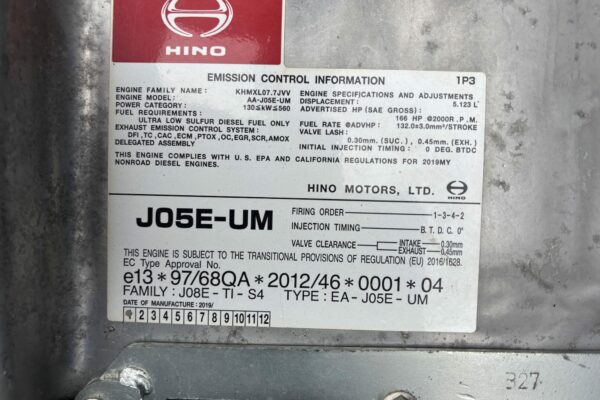 HINO
EMISSION CONTROL INFORMATION 1P3
ENGINE FAMILY NAME: KHMXL07.7JVV
ENGINE MODEL: AA-J05E-UM
POWER CATEGORY: 130≤kW≤560
FUEL REQUIREMENTS:
ULTRA LOW SULFUR DIESEL FUEL ONLY
EXHAUST EMISSION CONTROL SYSTEM:
DFI,TC,CAC,ECM,PTOX,OC,EGR,SCR,AMOX
DELEGATED ASSEMBLY
ENGINE SPECIFICATIONS AND ADJUSTMENTS
DISPLACEMENT: 5.123 L
ADVERTISED HP (SAE GROSS):
166 HP @2000R.P.M.
FUEL RATE @ADVHP: 132.0±3.0mm³/STROKE
VALVE LASH:
0.30mm (SUC.), 0.45mm (EXH.)
INITIAL INJECTION TIMING: 0 DEG. BTDC
THIS ENGINE COMPLIES WITH U.S. EPA AND CALIFORNIA REGULATIONS FOR 2019MY
NONROAD DIESEL ENGINES.
HINO MOTORS, LTD.
HINO
J05E-UM
FIRING ORDER 1-3-4-2
INJECTION TIMING B.T.D.C. 0°
VALVE CLEARANCE INTAKE 0.30mm
EXHAUST 0.45mm
THIS ENGINE IS SUBJECT TO THE TRANSITIONAL PROVISIONS OF REGULATION (EU) 2016/1628.
EC Type Approval No.
e13*97/68QA*2012/46*0001*04
FAMILY: J08E-TI-S4 TYPE: EA-J05E-UM
DATE OF MANUFACTURE: 2019/
2 3 4 5 6 7 8 9 10 11 12
327